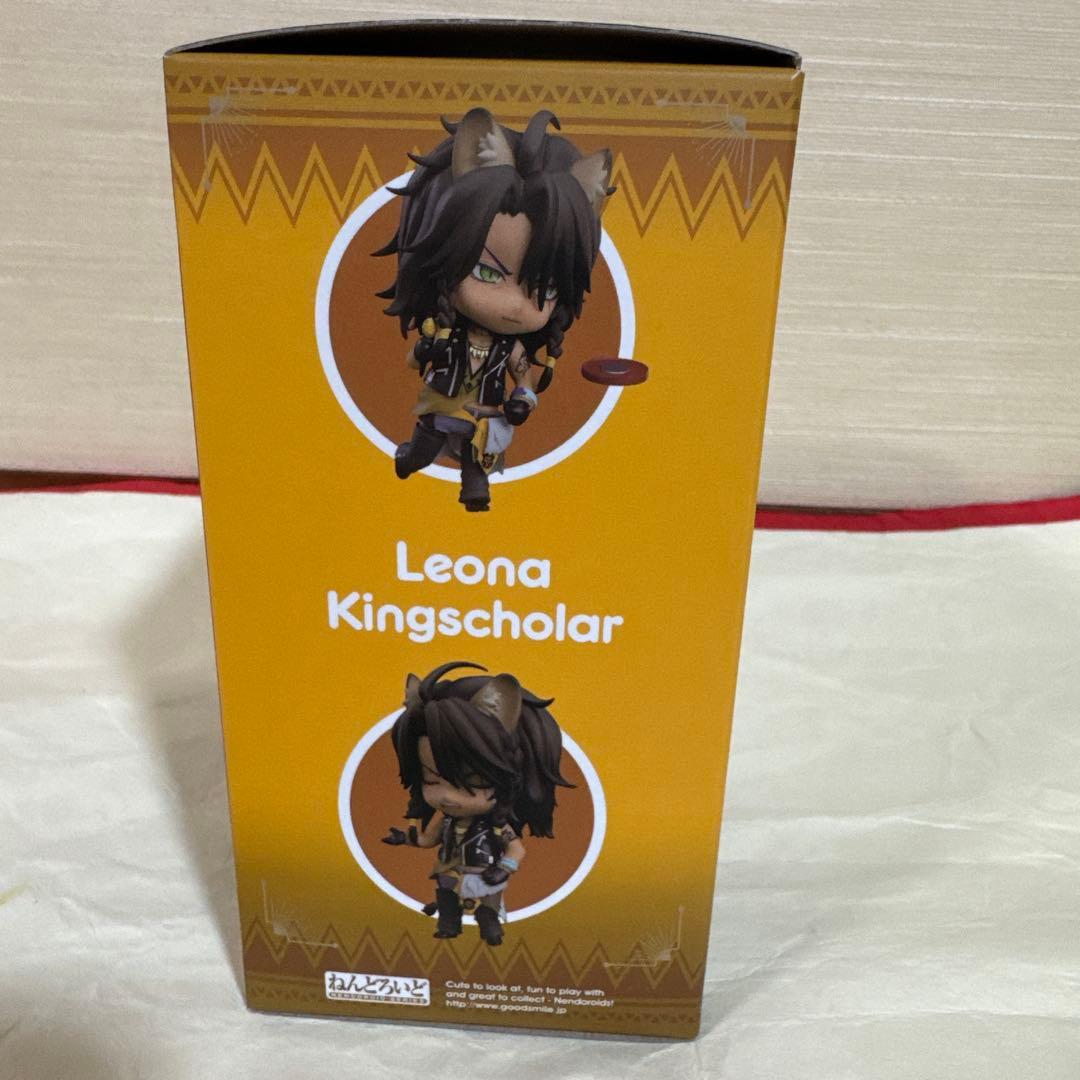 Leona
Kingscholar
ねんどろいど
NENDOROID SERIES
Cute to look at, fun to play with
and great to collect - Nendoroids!
http://www.goodsmile.jp